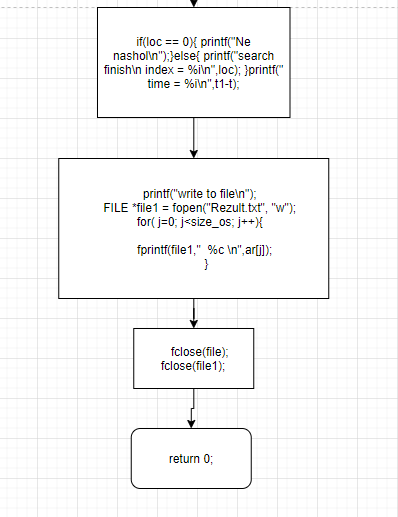 if(loc == 0){ printf("Ne
nashol\n");}else{ printf("search
finish\n index = %i\n",loc); }printf("
time = %i\n",t1-t);
printf("write to file\n");
FILE *file1 = fopen("Rezult.txt", "w");
for( j=0; j<size_os; j++){
fprintf(file1,"  %c \n",ar[j]);
}
fclose(file);
fclose(file1);
return 0;